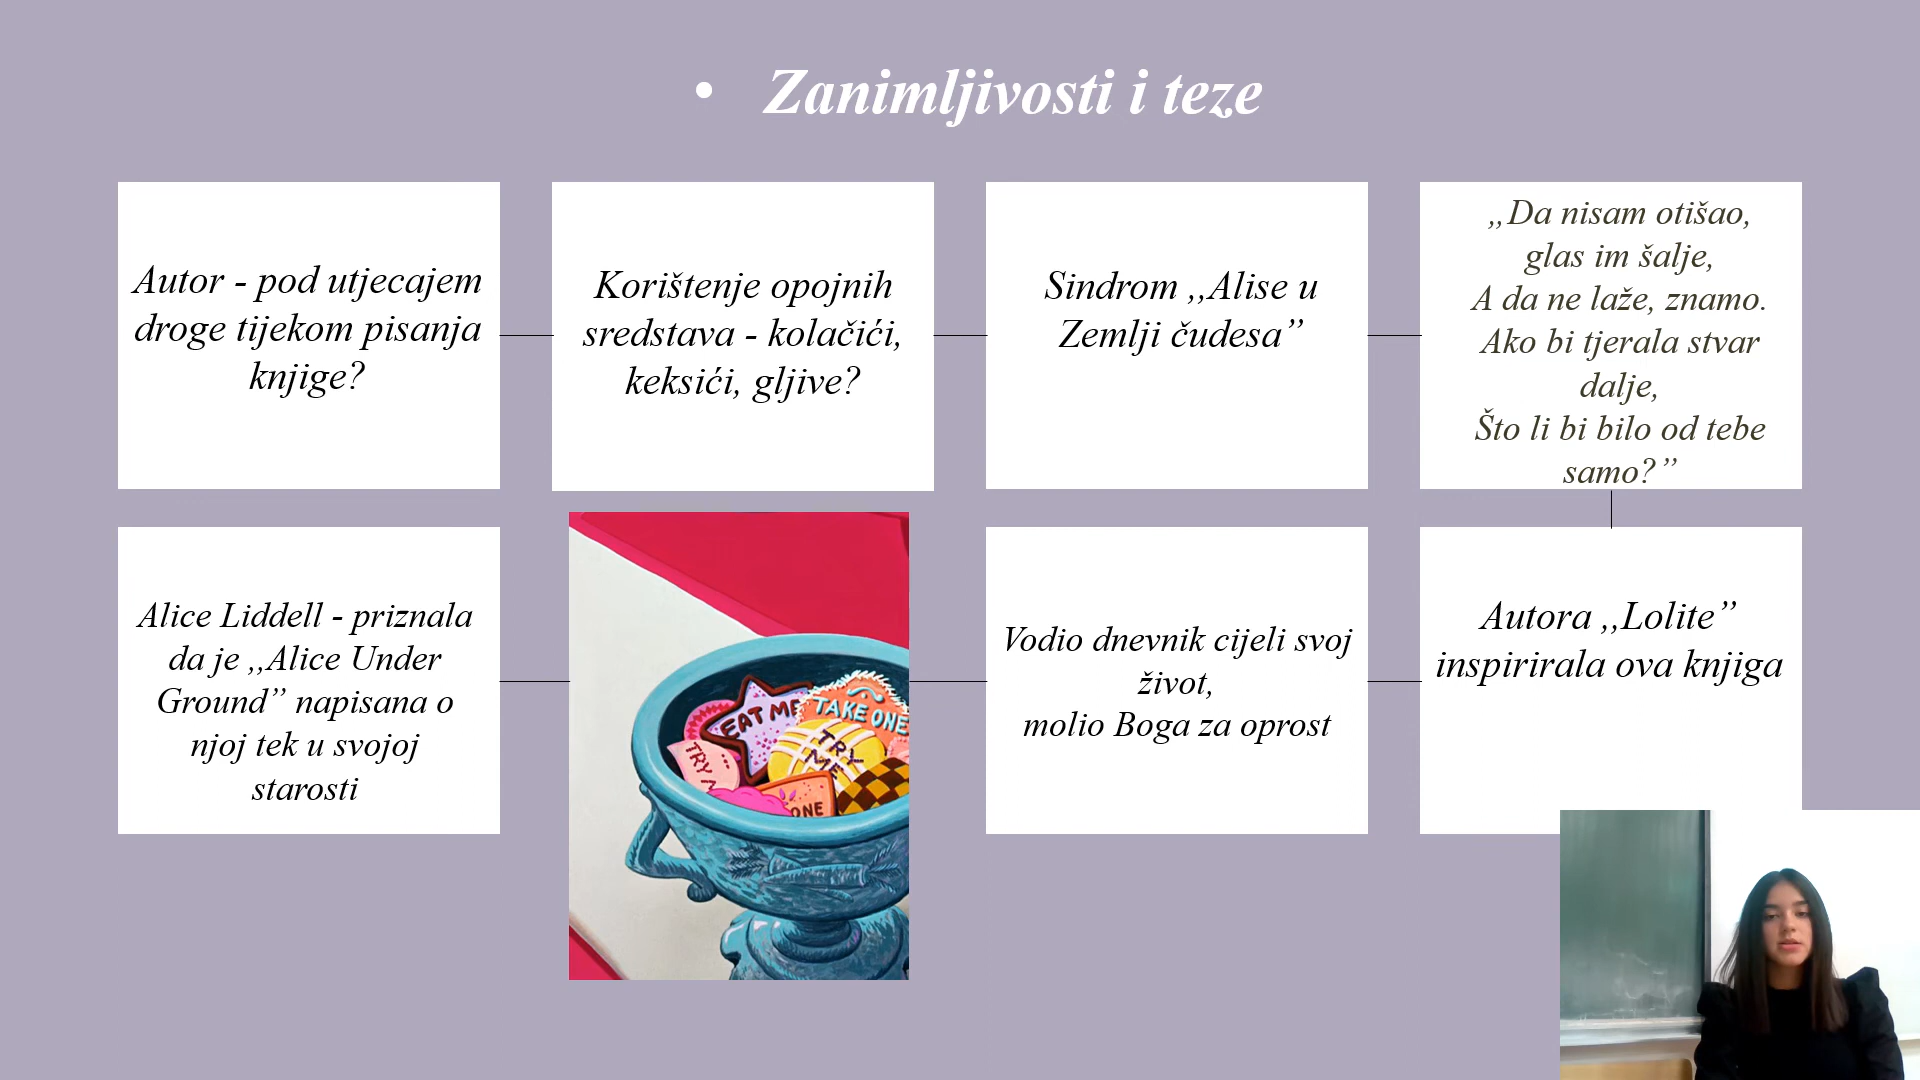 • Zanimljivosti i teze
Autor - pod utjecajem
droge tijekom pisanja
knjige?
Korištenje opojnih
sredstava - kolačići,
keksići, gljive?
Sindrom ,,Alise u
Zemlji čudesa”
„Da nisam otišao,
glas im šalje,
A da ne laže, znamo.
Ako bi tjerala stvar
dalje,
Što li bi bilo od tebe
samo?”
Alice Liddell - priznala
da je ,,Alice Under
Ground” napisana o
njoj tek u svojoj
starosti
EAT ME
TAKE ONE
TRY
ME
TRY M
ONE
Vodio dnevnik cijeli svoj
život,
molio Boga za oprost
Autora ,,Lolite”
inspirirala ova knjiga